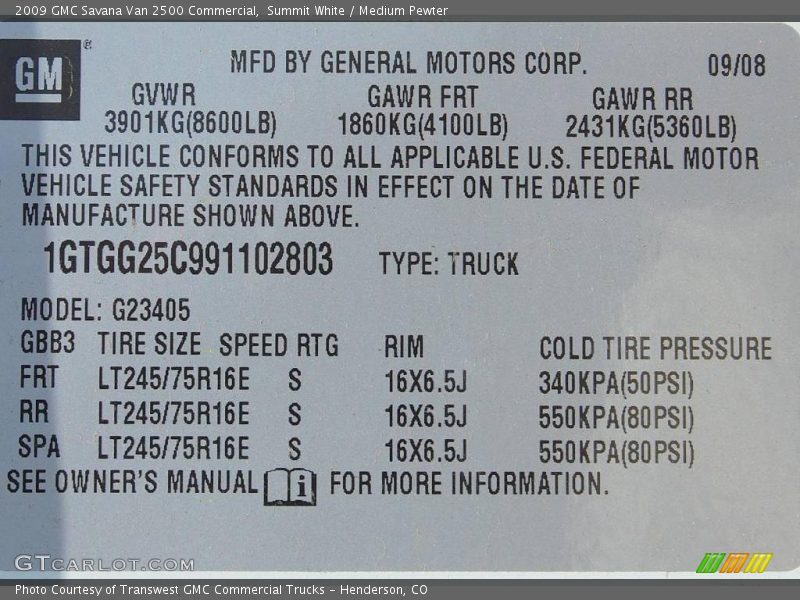 2009 GMC Savana Van 2500 Commercial,  Summit White / Medium Pewter
GM ®
MFD BY GENERAL MOTORS CORP. 09/08
GVWR GAWR FRT GAWR RR
3901KG(8600LB) 1860KG(4100LB) 2431KG(5360LB)
THIS VEHICLE CONFORMS TO ALL APPLICABLE U.S. FEDERAL MOTOR
VEHICLE SAFETY STANDARDS IN EFFECT ON THE DATE OF
MANUFACTURE SHOWN ABOVE.
1GTGG25C991102803 TYPE: TRUCK
MODEL: G23405
GBB3 TIRE SIZE SPEED RTG RIM COLD TIRE PRESSURE
FRT LT245/75R16E S 16X6.5J 340KPA(50PSI)
RR LT245/75R16E S 16X6.5J 550KPA(80PSI)
SPA LT245/75R16E S 16X6.5J 550KPA(80PSI)
SEE OWNER'S MANUAL i FOR MORE INFORMATION.
GTCARLOT.COM
Photo Courtesy of Transwest GMC Commercial Trucks - Henderson, CO